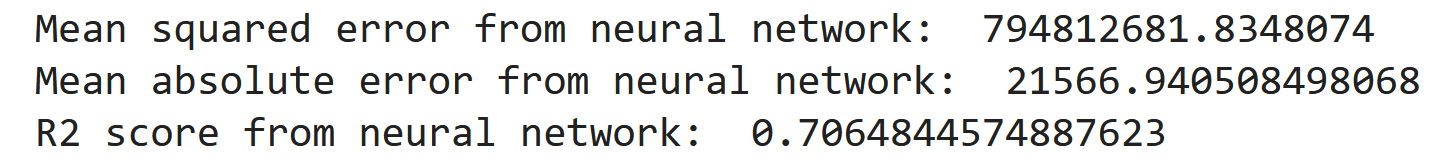 Mean squared error from neural network:  794812681.8348074
Mean absolute error from neural network:  21566.940508498068
R2 score from neural network:  0.7064844574887623